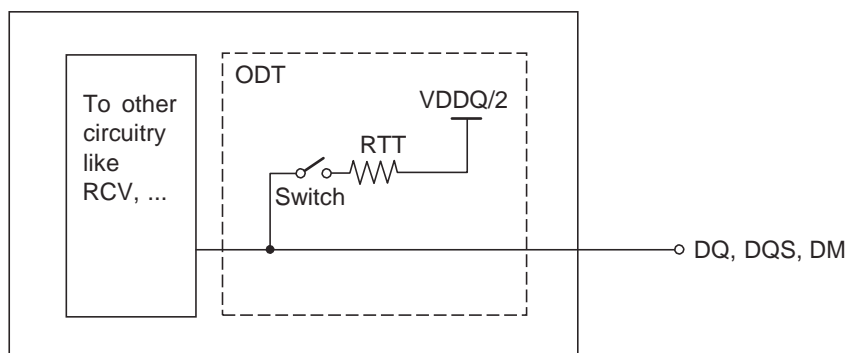 To other
circuitry
like
RCV, ...
ODT
VDDQ/2
RTT
Switch
DQ, DQS, DM